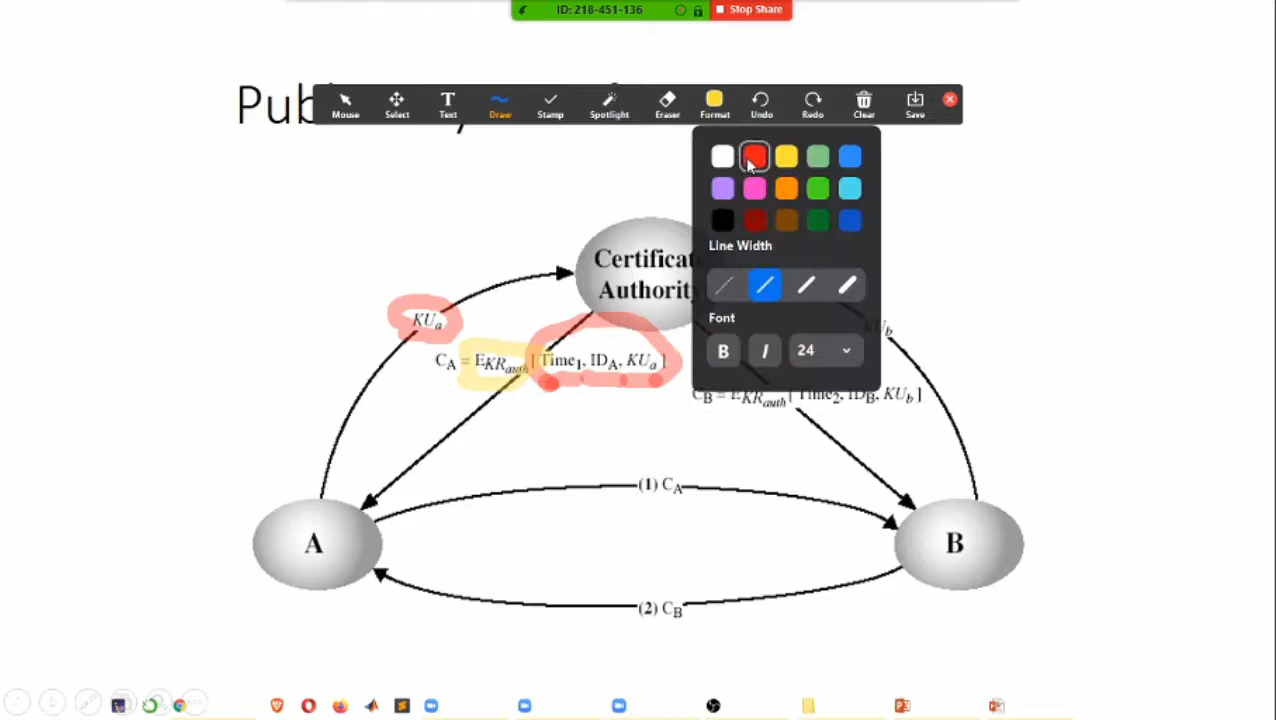 ID: 218-451-136 Stop Share
Mouse Select Text Draw Stamp Spotlight Eraser Format Undo Redo Clear Save
Line Width
Certificat
Authority
Font
B I 24
KUa
KUb
CA = EKRauth [ Time1, IDA, KUa ]
CB = EKRauth [ Time2, IDB, KUb ]
(1) CA
A
B
(2) CB